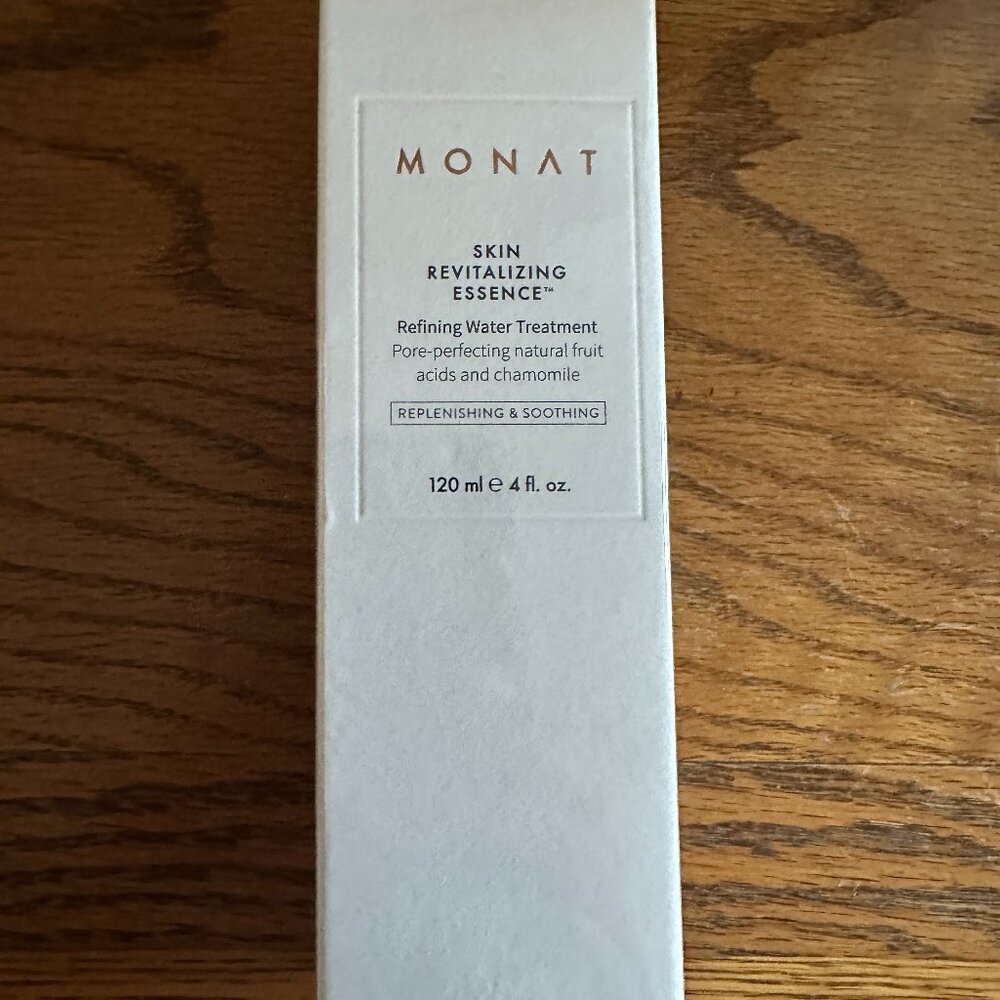 MONAT
SKIN
REVITALIZING
ESSENCE™
Refining Water Treatment
Pore-perfecting natural fruit
acids and chamomile
REPLENISHING & SOOTHING
120 ml ℮ 4 fl. oz.